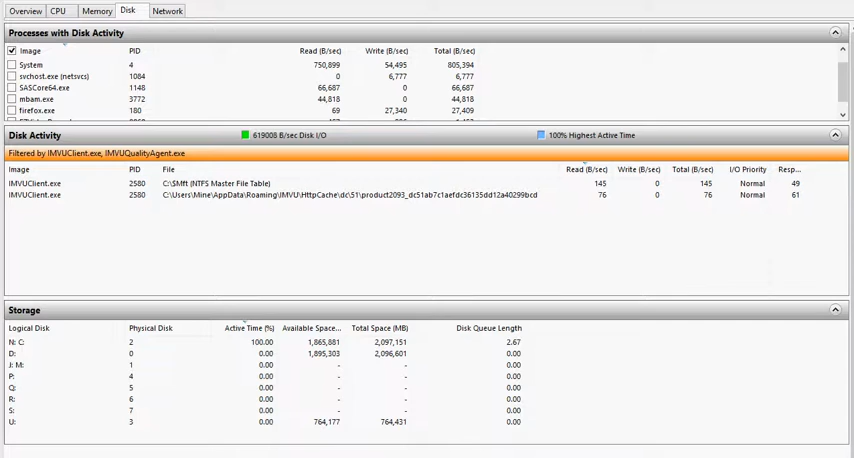 Overview CPU Memory Disk Network
Processes with Disk Activity
Image PID Read (B/sec) Write (B/sec) Total (B/sec)
System 4 750,899 54,495 805,394
svchost.exe (netsvcs) 1084 0 6,777 6,777
SASCore64.exe 1148 66,687 0 66,687
mbam.exe 3772 44,818 0 44,818
firefox.exe 180 69 27,340 27,409
Disk Activity 619008 B/sec Disk I/O 100% Highest Active Time
Filtered by IMVUClient.exe, IMVUQualityAgent.exe
Image PID File Read (B/sec) Write (B/sec) Total (B/sec) I/O Priority Resp...
IMVUClient.exe 2580 C:\$Mft (NTFS Master File Table) 145 0 145 Normal 49
IMVUClient.exe 2580 C:\Users\Mine\AppData\Roaming\IMVU\HttpCache\dc\51\product2093_dc51ab7c1aefdc36135dd12a40299bcd 76 0 76 Normal 61
Storage
Logical Disk Physical Disk Active Time (%) Available Space... Total Space (MB) Disk Queue Length
N: C: 2 100.00 1,865,881 2,097,151 2.67
D: 0 0.00 1,895,303 2,096,601 0.00
J: M: 1 0.00 - - 0.00
P: 4 0.00 - - 0.00
Q: 5 0.00 - - 0.00
R: 6 0.00 - - 0.00
S: 7 0.00 - - 0.00
U: 3 0.00 764,177 764,431 0.00